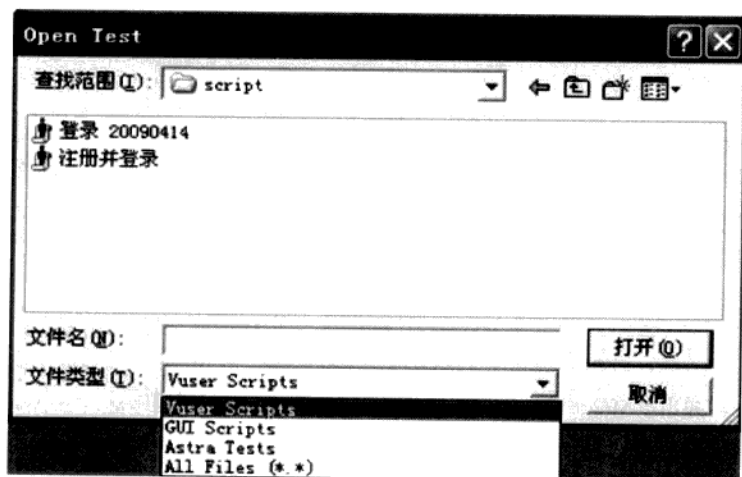 Open Test
查找范围(I): script
登录 20090414
注册并登录
文件名(N):
打开(O)
文件类型(T): Vuser Scripts
取消
Vuser Scripts
GUI Scripts
Astra Tests
All Files (*.*)